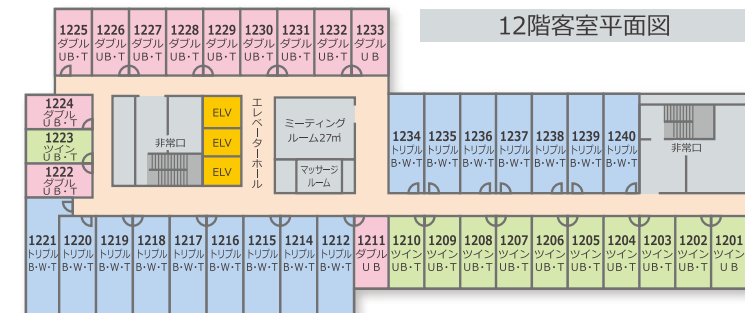 12階客室平面図
1225
ダブル
UB・T
1226
ダブル
UB・T
1227
ダブル
UB・T
1228
ダブル
UB・T
1229
ダブル
UB・T
1230
ダブル
UB・T
1231
ダブル
UB・T
1232
ダブル
UB・T
1233
ダブル
UB
1224
ダブル
UB・T
1223
ツイン
UB・T
1222
ダブル
UB・T
非常口
ELV
ELV
ELV
エレベーターホール
ミーティング
ルーム27㎡
マッサージ
ルーム
1234
トリプル
B・W・T
1235
トリプル
B・W・T
1236
トリプル
B・W・T
1237
トリプル
B・W・T
1238
トリプル
B・W・T
1239
トリプル
B・W・T
1240
トリプル
B・W・T
非常口
1221
トリプル
B・W・T
1220
トリプル
B・W・T
1219
トリプル
B・W・T
1218
トリプル
B・W・T
1217
トリプル
B・W・T
1216
トリプル
B・W・T
1215
トリプル
B・W・T
1214
トリプル
B・W・T
1212
トリプル
B・W・T
1211
ダブル
UB
1210
ツイン
UB・T
1209
ツイン
UB・T
1208
ツイン
UB・T
1207
ツイン
UB・T
1206
ツイン
UB・T
1205
ツイン
UB・T
1204
ツイン
UB・T
1203
ツイン
UB・T
1202
ツイン
UB・T
1201
ツイン
UB